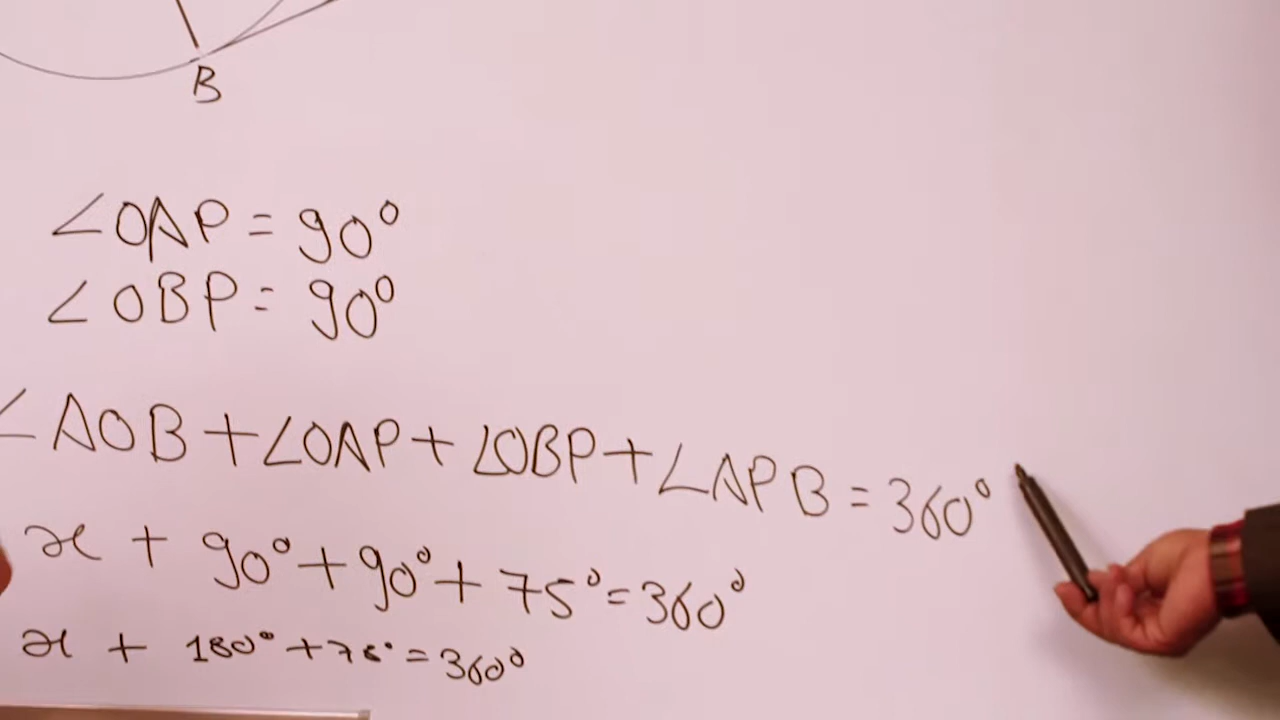 B
∠OAP = 90°
∠OBP = 90°
∠AOB + ∠OAP + ∠OBP + ∠APB = 360°
x + 90° + 90° + 75° = 360°
x + 180° + 75° = 360°